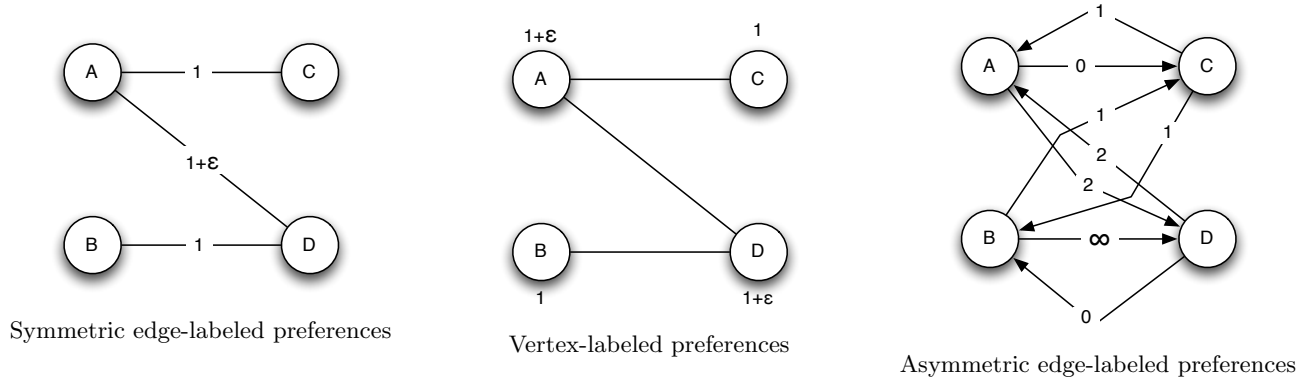 A
1
C
1+ε
B
1
D
Symmetric edge-labeled preferences
1+ε
1
A
C
B
D
1
1+ε
Vertex-labeled preferences
1
A
0
C
1
1
2
2
B
∞
D
0
Asymmetric edge-labeled preferences